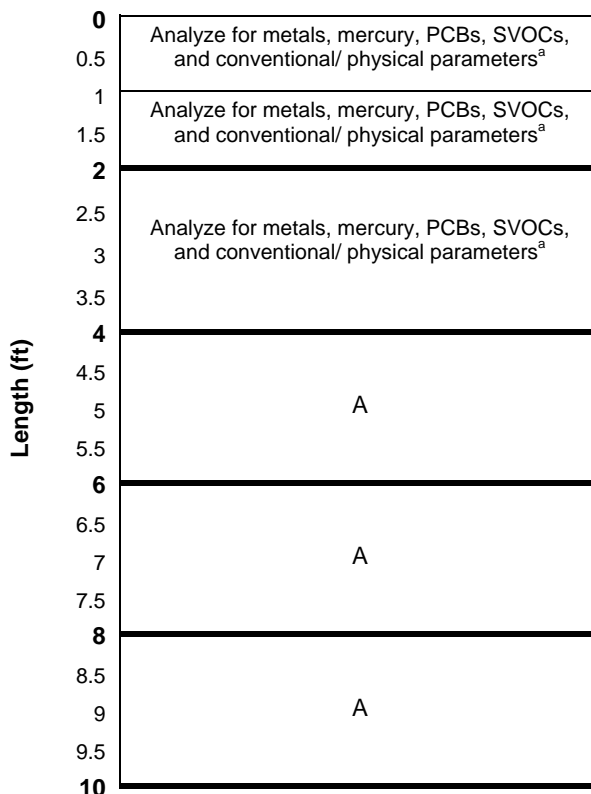 0
Analyze for metals, mercury, PCBs, SVOCs,
0.5
and conventional/ physical parametersᵃ
1
Analyze for metals, mercury, PCBs, SVOCs,
1.5
and conventional/ physical parametersᵃ
2
2.5
Analyze for metals, mercury, PCBs, SVOCs,
3
and conventional/ physical parametersᵃ
3.5
4
4.5
5
A
5.5
6
6.5
7
A
7.5
8
8.5
9
A
9.5
10
Length (ft)